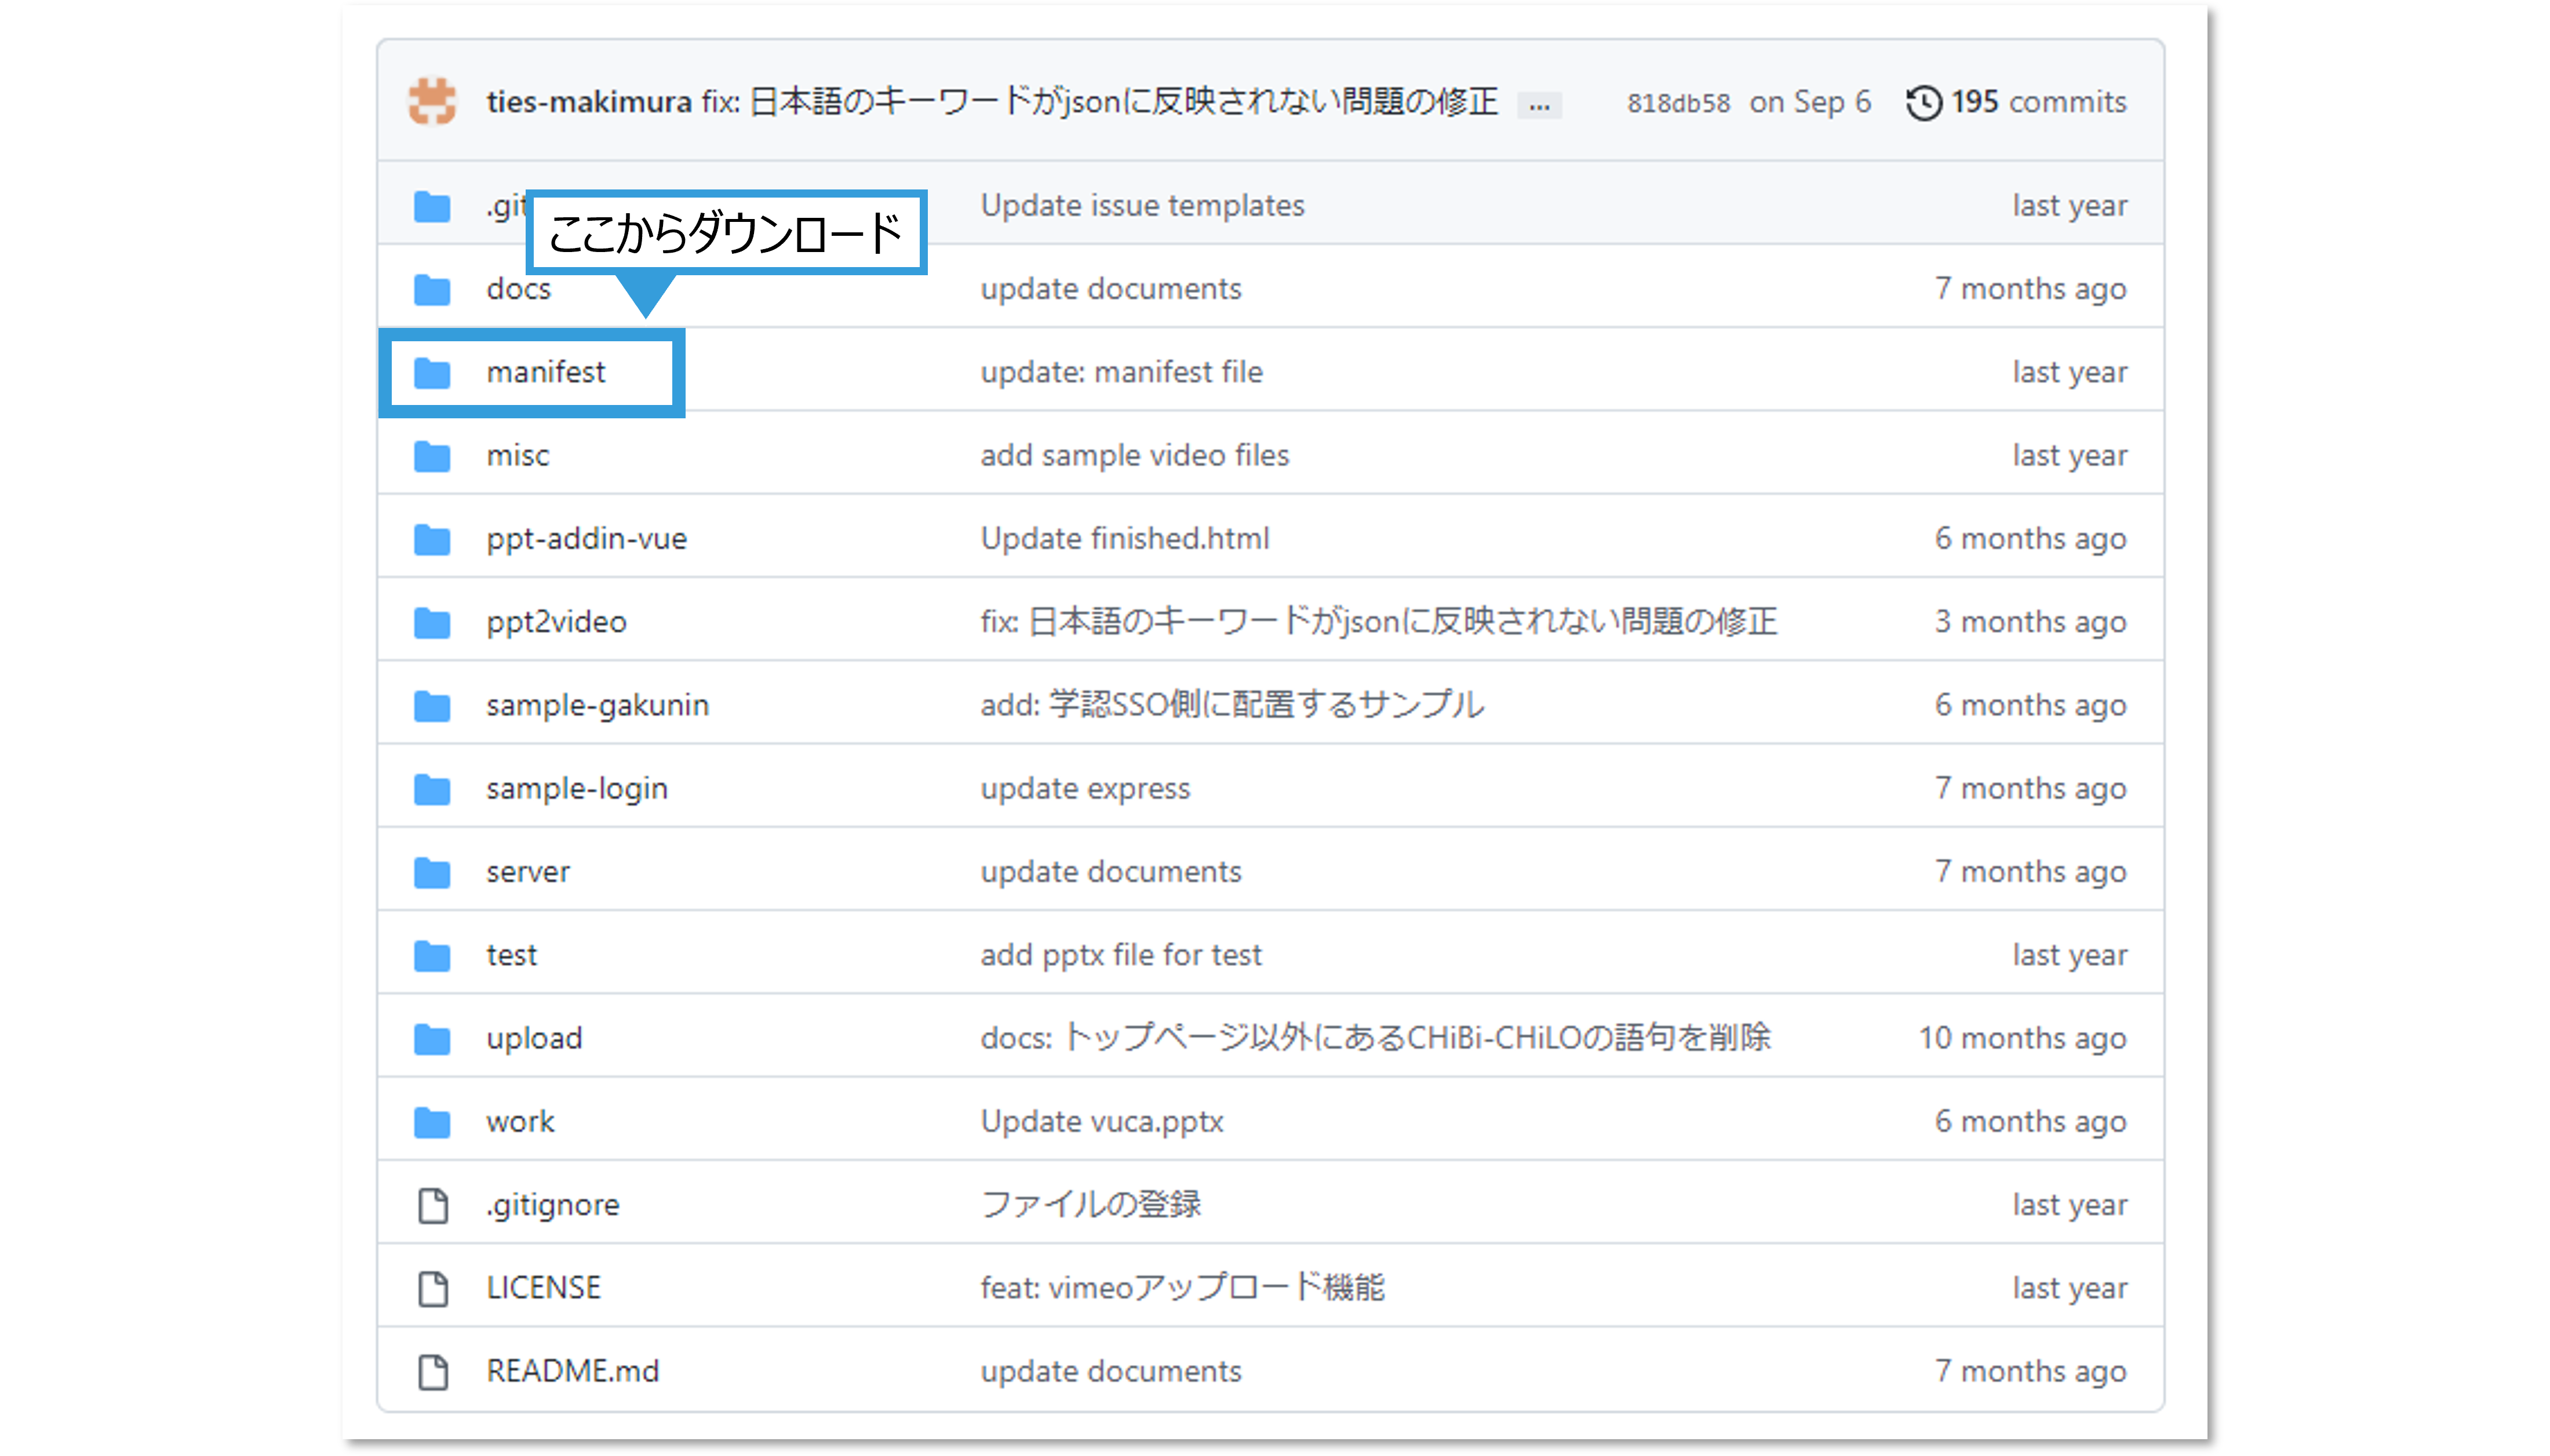 ties-makimura fix: 日本語のキーワードがjsonに反映されない問題の修正 ... 818db58 on Sep 6 195 commits
.git Update issue templates last year
ここからダウンロード
docs update documents 7 months ago
manifest update: manifest file last year
misc add sample video files last year
ppt-addin-vue Update finished.html 6 months ago
ppt2video fix: 日本語のキーワードがjsonに反映されない問題の修正 3 months ago
sample-gakunin add: 学認SSO側に配置するサンプル 6 months ago
sample-login update express 7 months ago
server update documents 7 months ago
test add pptx file for test last year
upload docs: トップページ以外にあるCHiBi-CHiLOの語句を削除 10 months ago
work Update vuca.pptx 6 months ago
.gitignore ファイルの登録 last year
LICENSE feat: vimeoアップロード機能 last year
README.md update documents 7 months ago